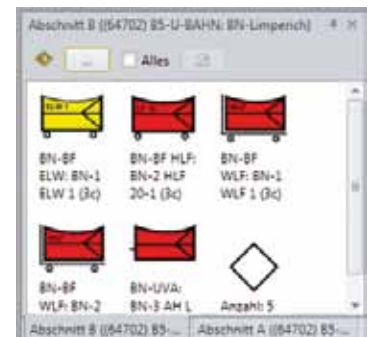 Abschnitt B ((64702) B5-U-BAHN: BN-Limperich)
... Alles
ELW 1
BN-BF
ELW: BN-1
ELW 1 (3c)
BN-BF HLF:
BN-2 HLF
20-1 (3c)
BN-BF
WLF: BN-1
WLF 1 (3c)
BN-BF
WLF: BN-2
BN-UVA:
BN-3 AH L
Anzahl: 5
Abschnitt B ((64702) B5-...
Abschnitt A ((64702) B5-